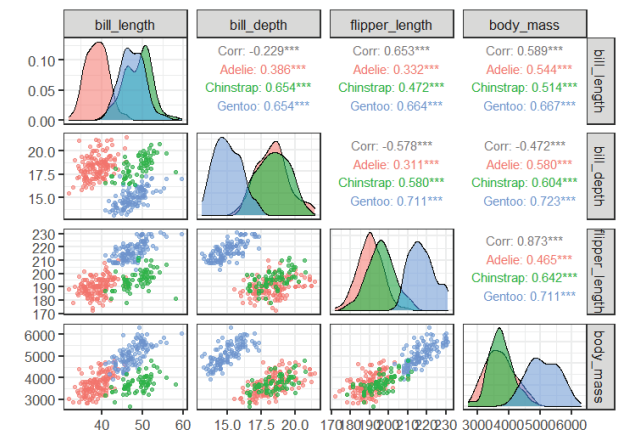 bill_length bill_depth flipper_length body_mass
0.10
0.05
0.00
Corr: -0.229***
Adelie: 0.386***
Chinstrap: 0.654***
Gentoo: 0.654***
Corr: 0.653***
Adelie: 0.332***
Chinstrap: 0.472***
Gentoo: 0.664***
Corr: 0.589***
Adelie: 0.544***
Chinstrap: 0.514***
Gentoo: 0.667***
bill_length
20.0
17.5
15.0
Corr: -0.578***
Adelie: 0.311***
Chinstrap: 0.580***
Gentoo: 0.711***
Corr: -0.472***
Adelie: 0.580***
Chinstrap: 0.604***
Gentoo: 0.723***
bill_depth
230
220
210
200
190
180
170
Corr: 0.873***
Adelie: 0.465***
Chinstrap: 0.642***
Gentoo: 0.711***
flipper_length
6000
5000
4000
3000
body_mass
40 50 60
15.0 17.5 20.0
170 180 190 200 210 220 230
3000 4000 5000 6000